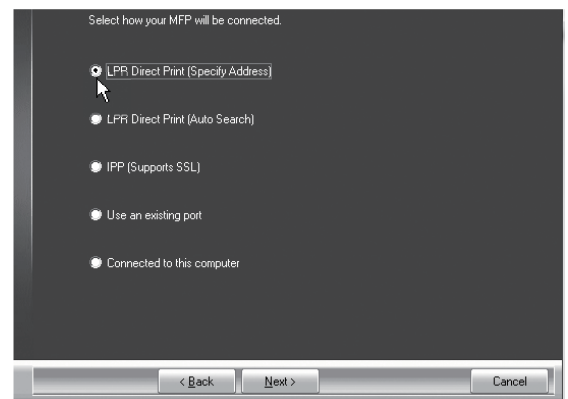 Select how your MFP will be connected.
LPR Direct Print (Specify Address)
LPR Direct Print (Auto Search)
IPP (Supports SSL)
Use an existing port
Connected to this computer
< Back
Next >
Cancel